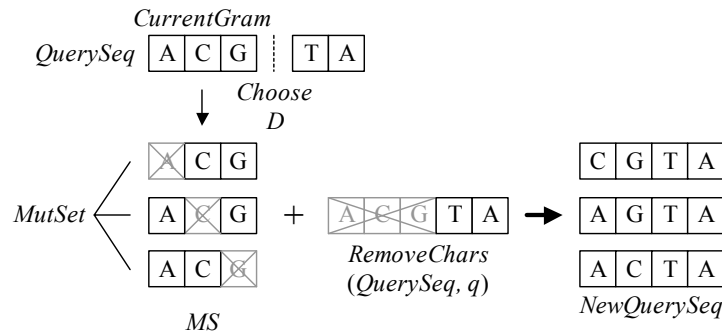 CurrentGram
QuerySeq A C G T A
Choose
D
A C G
C G T A
MutSet A C G + A C G T A A G T A
A C G
RemoveChars
(QuerySeq, q)
A C T A
MS
NewQuerySeq